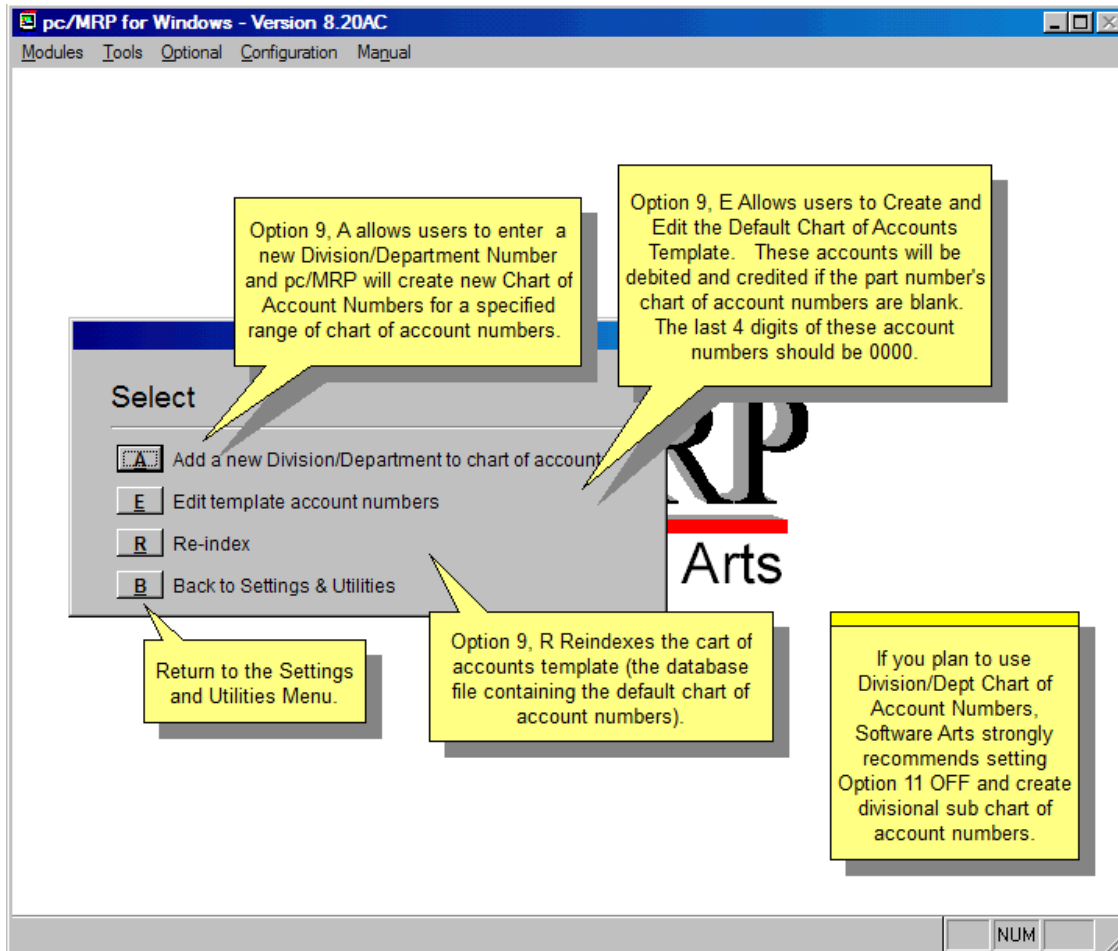 pc/MRP for Windows - Version 8.20AC
Modules Tools Optional Configuration Manual
Option 9, A allows users to enter a
new Division/Department Number
and pc/MRP will create new Chart of
Account Numbers for a specified
range of chart of account numbers.
Option 9, E Allows users to Create and
Edit the Default Chart of Accounts
Template. These accounts will be
debited and credited if the part number's
chart of account numbers are blank.
The last 4 digits of these account
numbers should be 0000.
Select
A Add a new Division/Department to chart of account
E Edit template account numbers
R Re-index
B Back to Settings & Utilities
RP
Arts
Return to the Settings
and Utilities Menu.
Option 9, R Reindexes the cart of
accounts template (the database
file containing the default chart of
account numbers).
If you plan to use
Division/Dept Chart of
Account Numbers,
Software Arts strongly
recommends setting
Option 11 OFF and create
divisional sub chart of
account numbers.
NUM